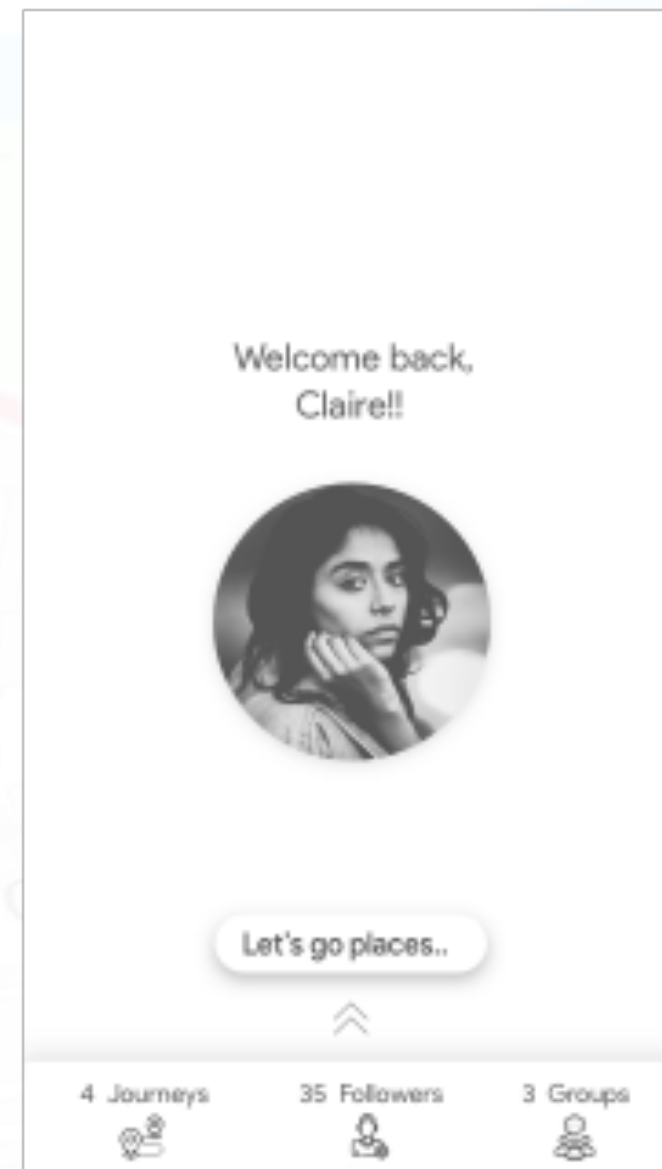 Welcome back,
Claire!!
Let's go places..
4 Journeys
35 Followers
3 Groups